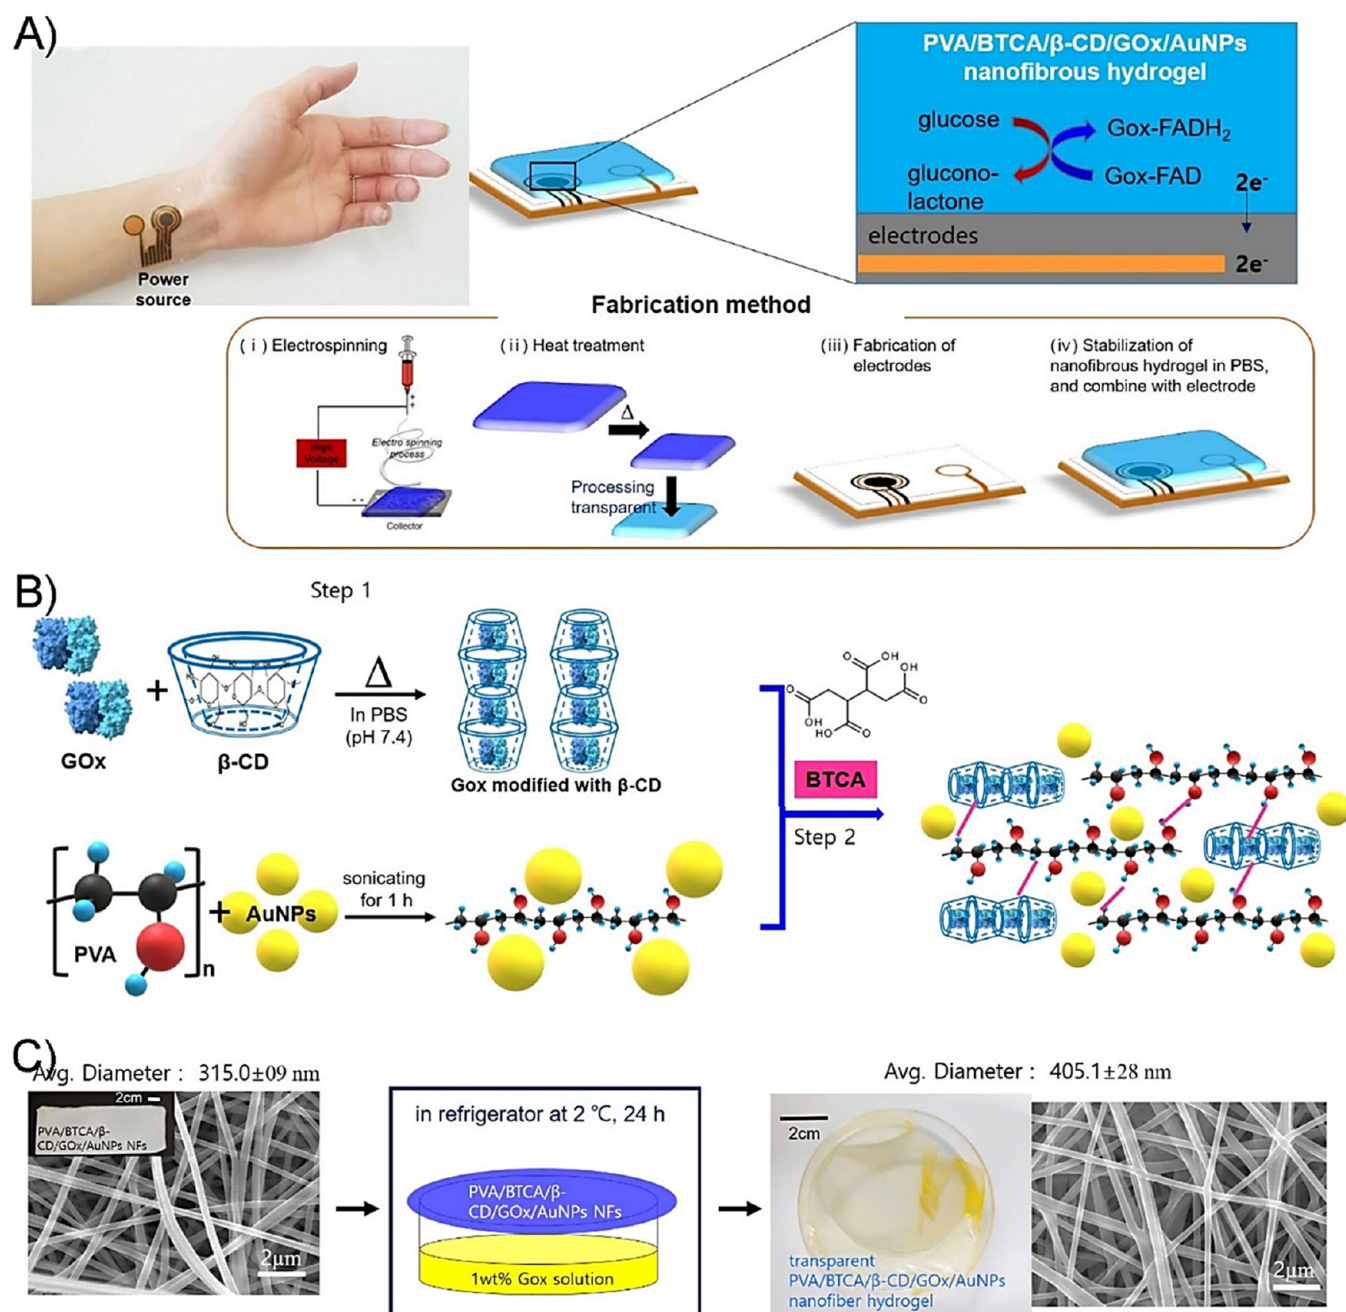 A)
Power
source
PVA/BTCA/β-CD/GOx/AuNPs
nanofibrous hydrogel
glucose
Gox-FADH₂
glucono-
lactone
Gox-FAD
2e⁻
electrodes
2e⁻
Fabrication method
(i) Electrospinning
High
Voltage
Electro spinning
process
Collector
(ii) Heat treatment
Δ
Processing
transparent
(iii) Fabrication of
electrodes
(iv) Stabilization of
nanofibrous hydrogel in PBS,
and combine with electrode
B)
Step 1
GOx
+
β-CD
Δ
In PBS
(pH 7.4)
Gox modified with β-CD
PVA
n
+
AuNPs
sonicating
for 1 h
O
OH
OH
O
O
OH
O
OH
HO
O
BTCA
Step 2
C)
Avg. Diameter : 315.0±09 nm
2cm
PVA/BTCA/β-
CD/GOx/AuNPs NFs
2μm
in refrigerator at 2 ℃, 24 h
PVA/BTCA/β-
CD/GOx/AuNPs NFs
1wt% Gox solution
Avg. Diameter : 405.1±28 nm
2cm
transparent
PVA/BTCA/β-CD/GOx/AuNPs
nanofiber hydrogel
2μm